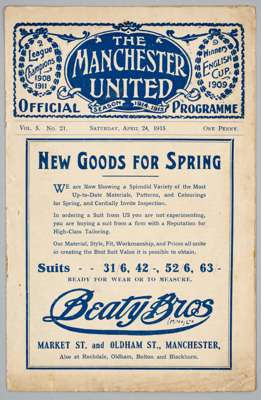 THE
MANCHESTER
UNITED
2
League
Champions
1908
1911
2
Winners
ENGLISH
CUP
1909
OFFICIAL SEASON 1914-1915 PROGRAMME
VOL. 5. No. 21. SATURDAY, APRIL 24, 1915. ONE PENNY.
NEW GOODS FOR SPRING
WE are Now Showing a Splendid Variety of the Most
Up-to-Date Materials, Patterns, and Colourings
for Spring, and Cordially Invite Inspection.
In ordering a Suit from US you are not experimenting,
you are buying a suit from a firm with a Reputation for
High-Class Tailoring.
Our Material, Style, Fit, Workmanship, and Prices all unite
in creating the Best Suit Value it is possible to obtain.
Suits - - 31/6, 42/-, 52/6, 63/-
READY FOR WEAR OR TO MEASURE.
Beaty Bros
MARKET ST. and OLDHAM ST., MANCHESTER,
Also at Rochdale, Oldham, Bolton and Blackburn.